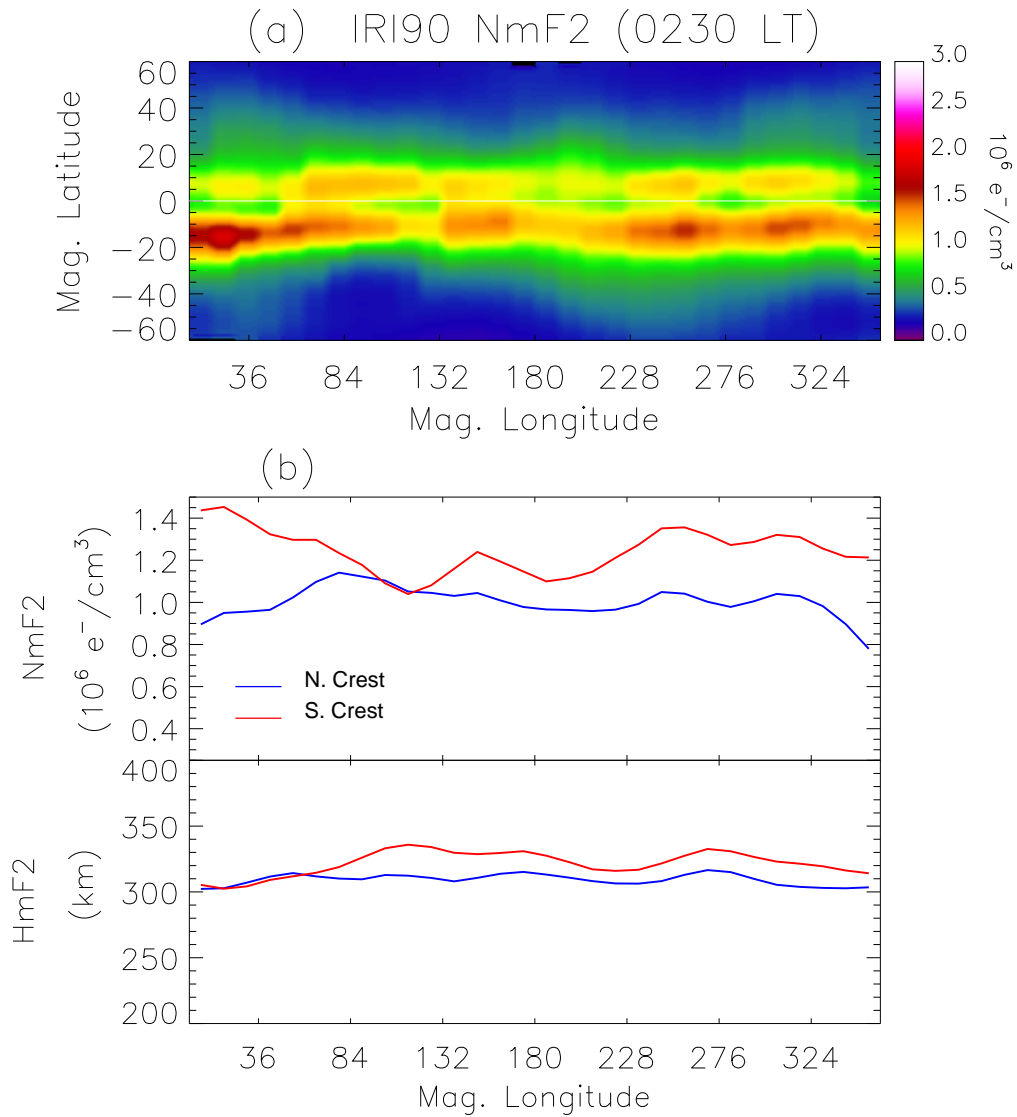 (a) IRI90 NmF2 (0230 LT)
60
40
20
0
−20
−40
−60
Mag. Latitude
36 84 132 180 228 276 324
Mag. Longitude
3.0
2.5
2.0
1.5
1.0
0.5
0.0
10⁶ e⁻/cm³
(b)
1.4
1.2
1.0
0.8
0.6
0.4
NmF2
(10⁶ e⁻/cm³)
N. Crest
S. Crest
400
350
300
250
200
HmF2
(km)
36 84 132 180 228 276 324
Mag. Longitude